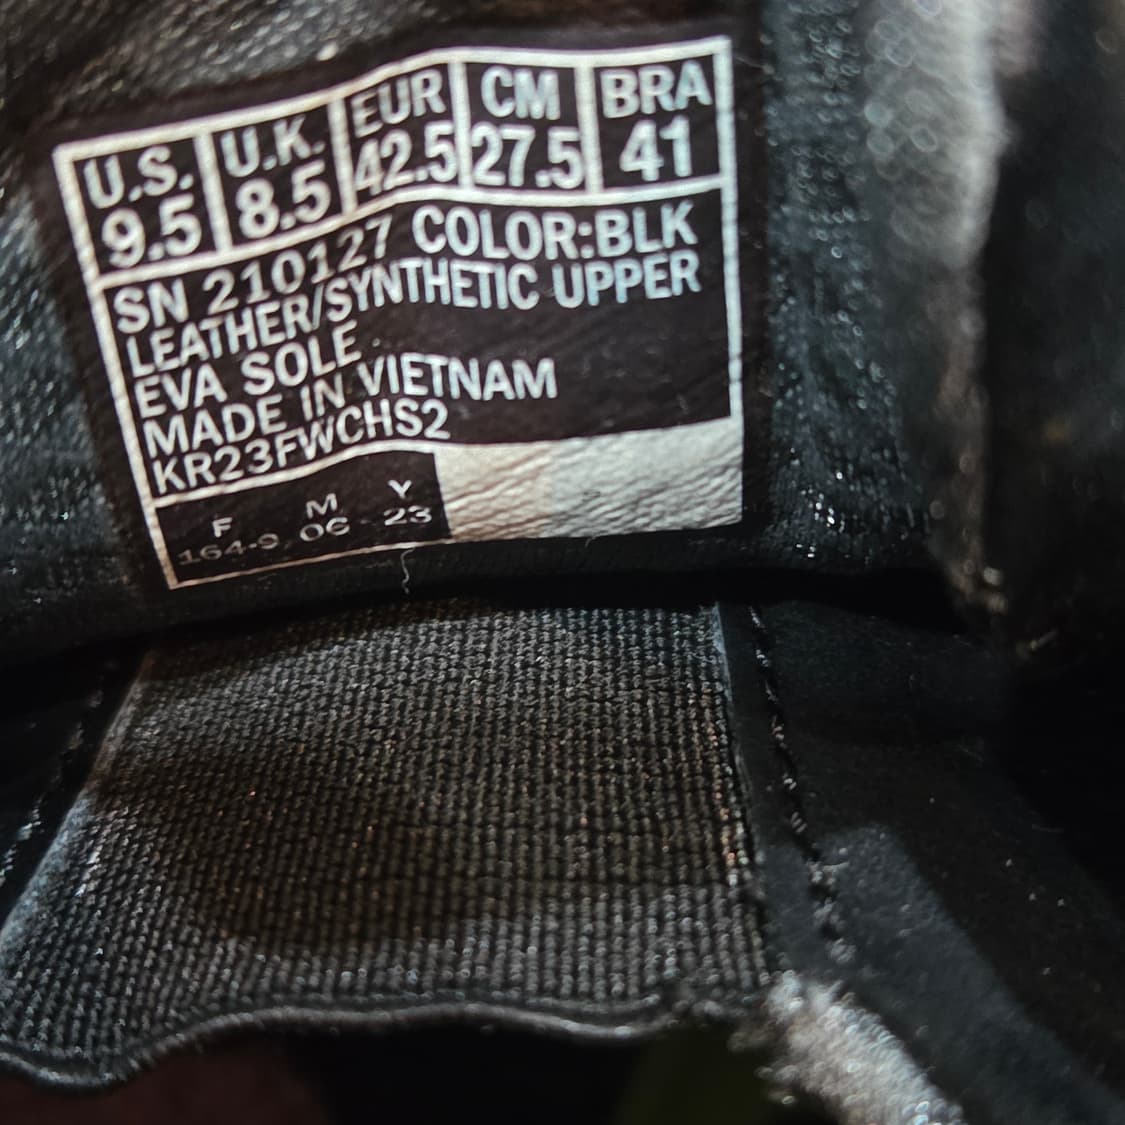 U.S. U.K. EUR CM BRA
9.5 8.5 42.5 27.5 41
SN 210127 COLOR:BLK
LEATHER/SYNTHETIC UPPER
EVA SOLE
MADE IN VIETNAM
KR23FWCHS2
F M Y
164-9 06 23